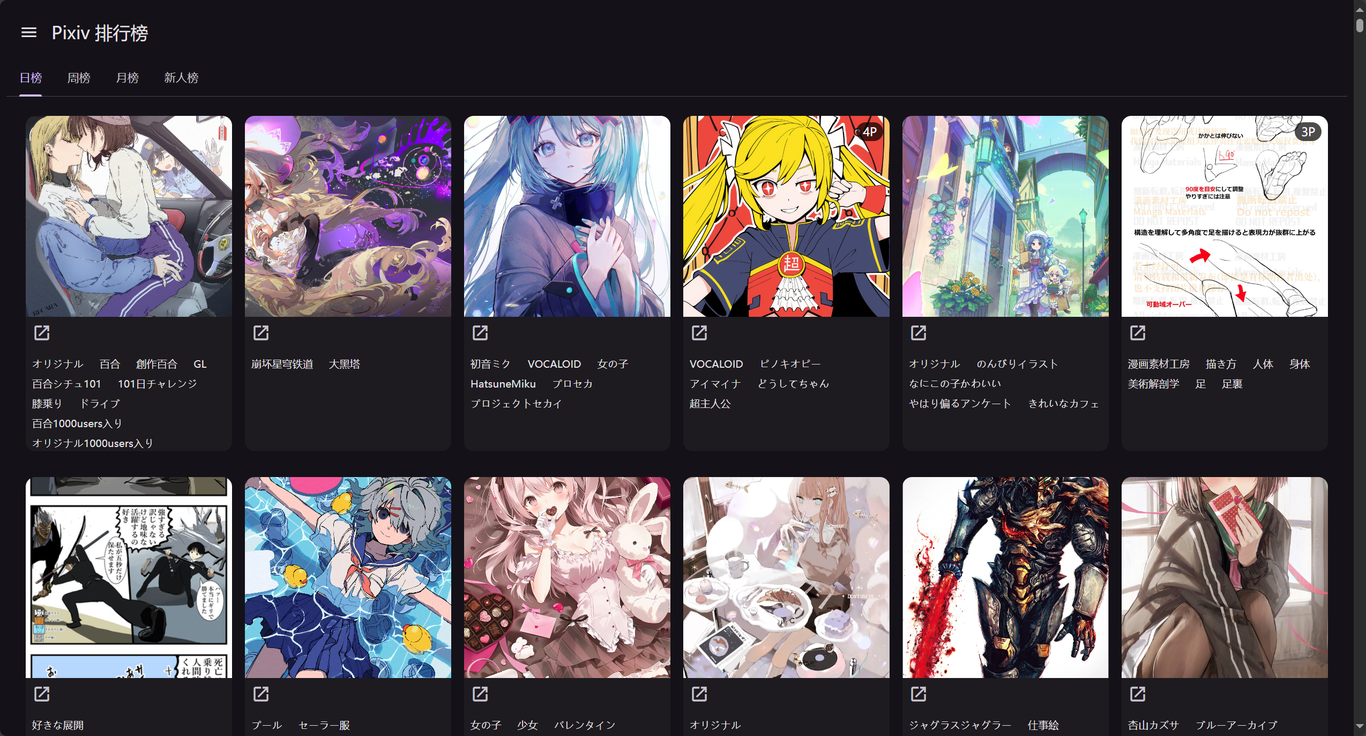 Pixiv 排行榜
日榜 周榜 月榜 新人榜
4P
3P
超
かかとは伸びない
90度を目安にして調整
やりすぎには注意
Do not repost
構造を理解して多角度で足を描けると表現力が抜群に上がる
可動域オーバー
オリジナル 百合 創作百合 GL
百合シチュ101 101日チャレンジ
膝乗り ドライブ
百合1000users入り
オリジナル1000users入り
崩坏星穹铁道 大黑塔
初音ミク VOCALOID 女の子
HatsuneMiku プロセカ
プロジェクトセカイ
VOCALOID ピノキオピー
アイマイナ どうしてちゃん
超主人公
オリジナル のんびりイラスト
なにこの子かわいい
やはり偏るアンケート きれいなカフェ
漫画素材工房 描き方 人体 身体
美術解剖学 足 足裏
強すぎる
訳じゃない
けど地味な
活躍するの
好き
私が五秒だけ
保たせます
死亡
人間
好きな展開
プール セーラー服
女の子 少女 バレンタイン
オリジナル
ジャグラスジャグラー 仕事絵
杏山カズサ ブルーアーカイブ